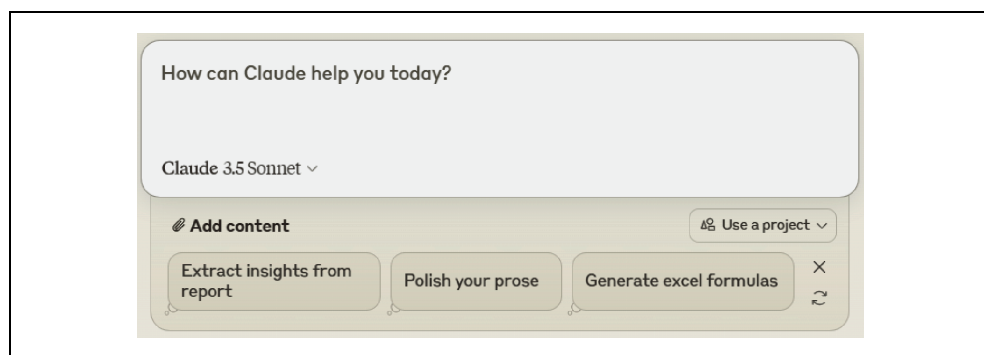 How can Claude help you today?
Claude 3.5 Sonnet
Add content
Use a project
Extract insights from
report
Polish your prose
Generate excel formulas